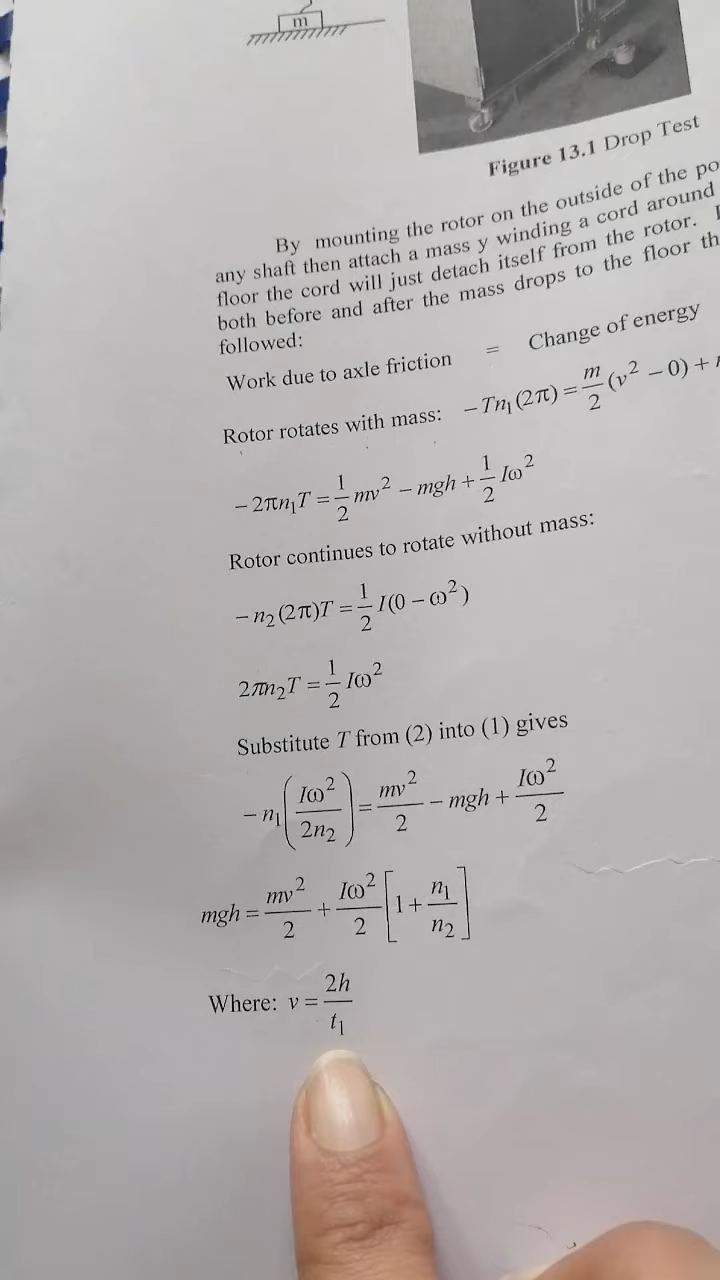 m
Figure 13.1 Drop Test
By mounting the rotor on the outside of the
any shaft then attach a mass y winding a cord around
floor the cord will just detach itself from the rotor.
both before and after the mass drops to the floor
followed:
Work due to axle friction = Change of energy
Rotor rotates with mass: −Tn₁(2π) = m/2 (v² − 0) +
−2πn₁T = 1/2 mv² − mgh + 1/2 Iω²
Rotor continues to rotate without mass:
−n₂(2π)T = 1/2 I(0 − ω²)
2πn₂T = 1/2 Iω²
Substitute T from (2) into (1) gives
−n₁(Iω²/2n₂) = mv²/2 − mgh + Iω²/2
mgh = mv²/2 + Iω²/2 [1 + n₁/n₂]
Where: v = 2h/t₁